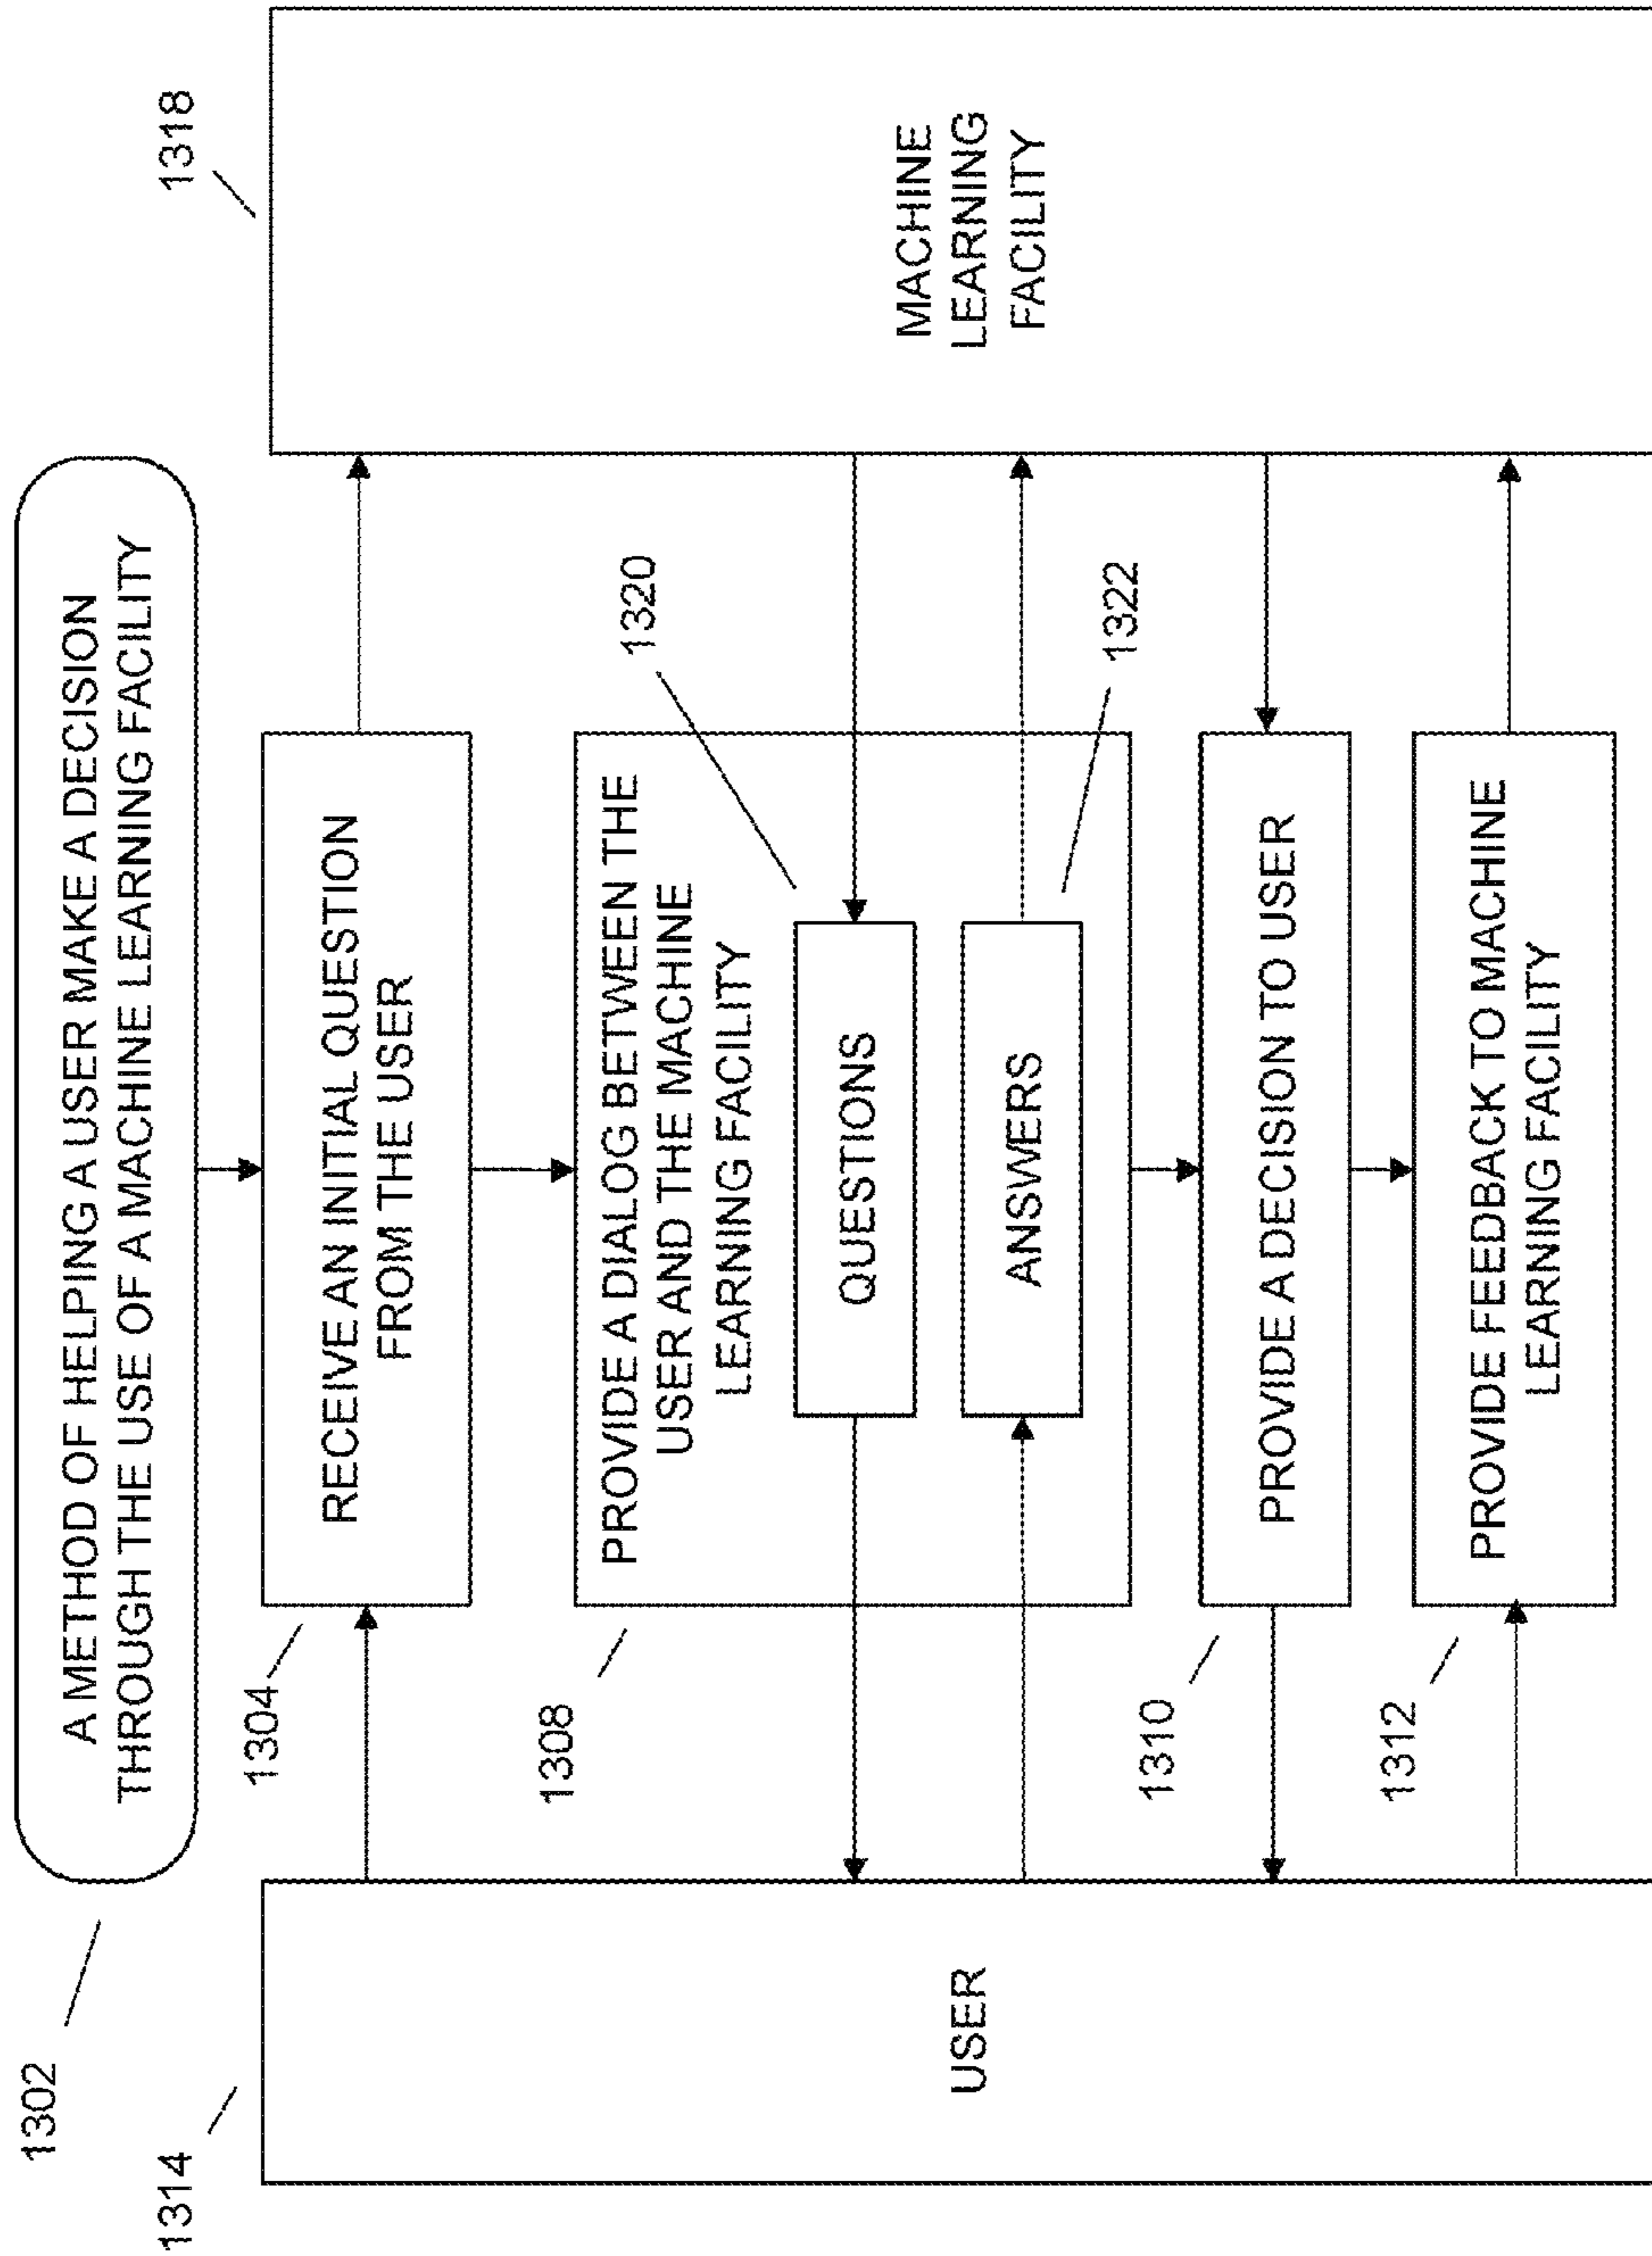 1302
A METHOD OF HELPING A USER MAKE A DECISION
THROUGH THE USE OF A MACHINE LEARNING FACILITY
1314
1304
1318
USER
RECEIVE AN INITIAL QUESTION
FROM THE USER
MACHINE
LEARNING
FACILITY
1308
PROVIDE A DIALOG BETWEEN THE
USER AND THE MACHINE
LEARNING FACILITY
1320
QUESTIONS
ANSWERS
1322
1310
PROVIDE A DECISION TO USER
1312
PROVIDE FEEDBACK TO MACHINE
LEARNING FACILITY